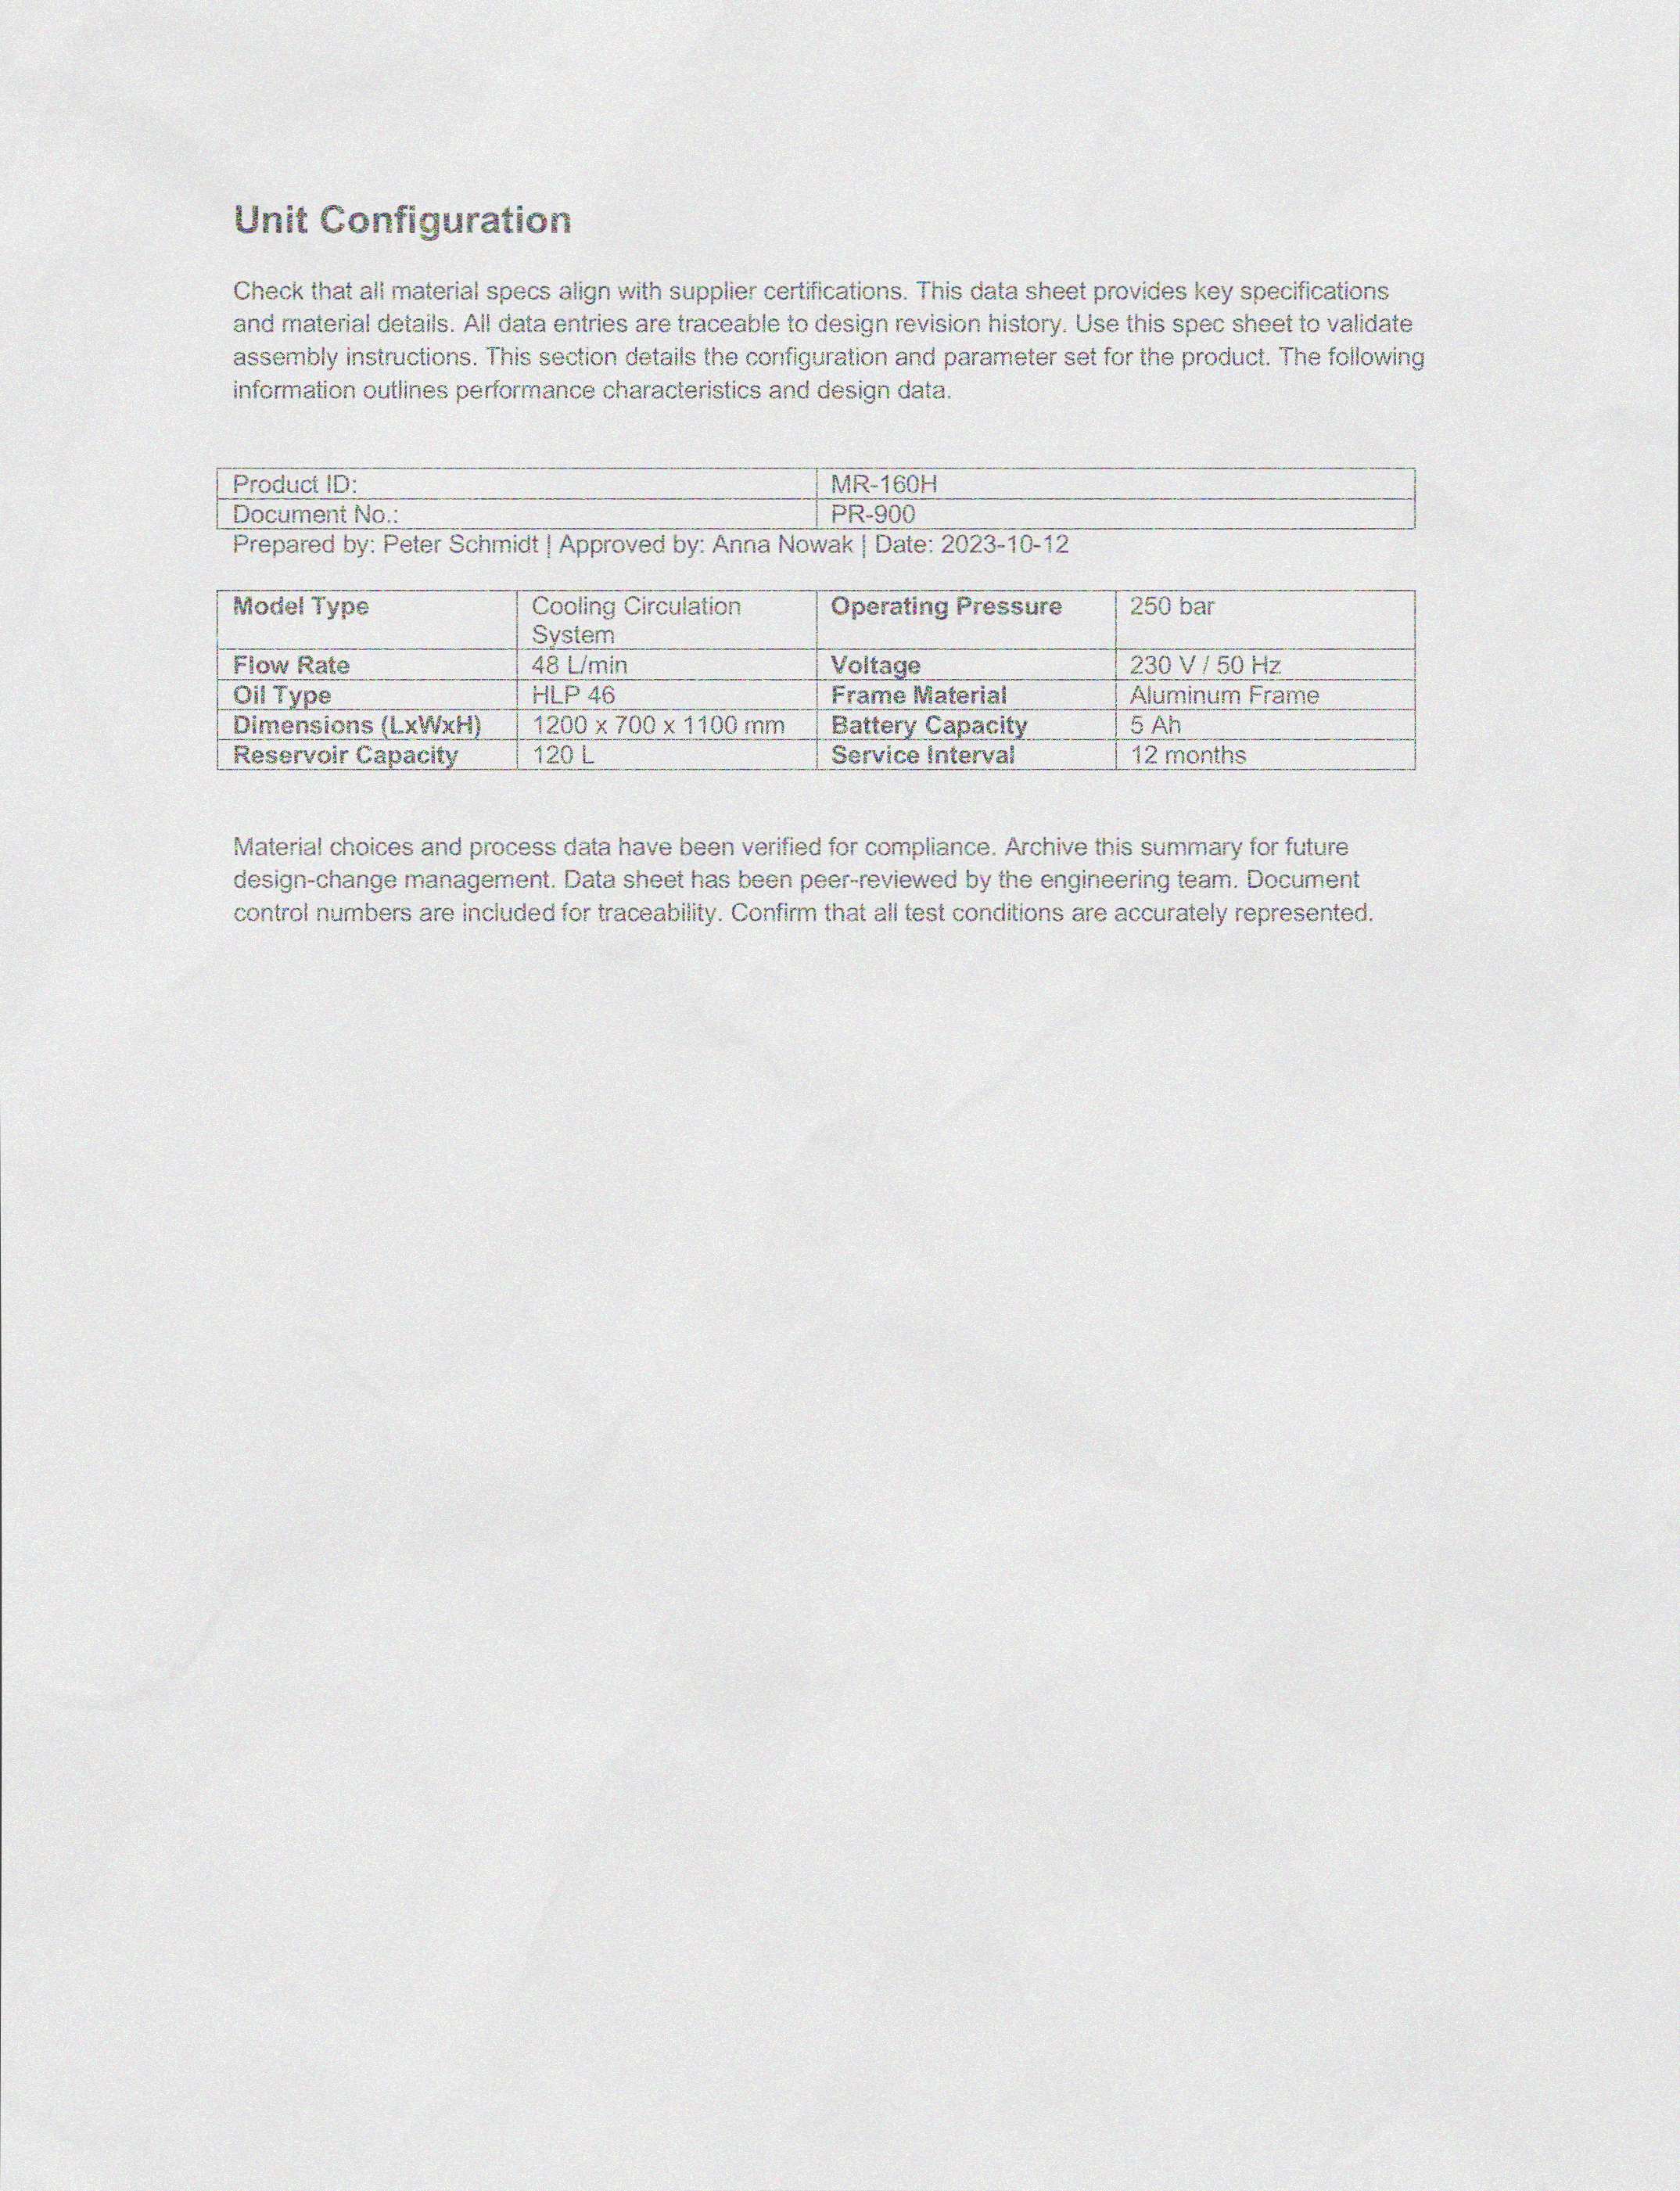 Unit Configuration
Check that all material specs align with supplier certifications. This data sheet provides key specifications
and material details. All data entries are traceable to design revision history. Use this spec sheet to validate
assembly instructions. This section details the configuration and parameter set for the product. The following
information outlines performance characteristics and design data.
Product ID: MR-160H
Document No.: PR-900
Prepared by: Peter Schmidt | Approved by: Anna Nowak | Date: 2023-10-12
Model Type Cooling Circulation Operating Pressure 250 bar
System
Flow Rate 48 L/min Voltage 230 V / 50 Hz
Oil Type HLP 46 Frame Material Aluminum Frame
Dimensions (LxWxH) 1200 x 700 x 1100 mm Battery Capacity 5 Ah
Reservoir Capacity 120 L Service Interval 12 months
Material choices and process data have been verified for compliance. Archive this summary for future
design-change management. Data sheet has been peer-reviewed by the engineering team. Document
control numbers are included for traceability. Confirm that all test conditions are accurately represented.